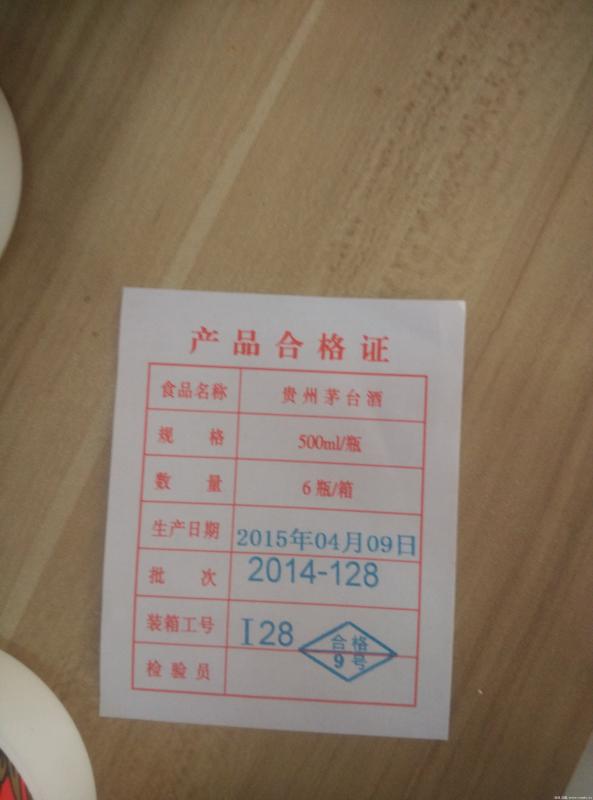 产品合格证
食品名称 贵州茅台酒
规格 500ml/瓶
数量 6瓶/箱
生产日期 2015年04月09日
批次 2014-128
装箱工号 I28
合格
9号
检验员